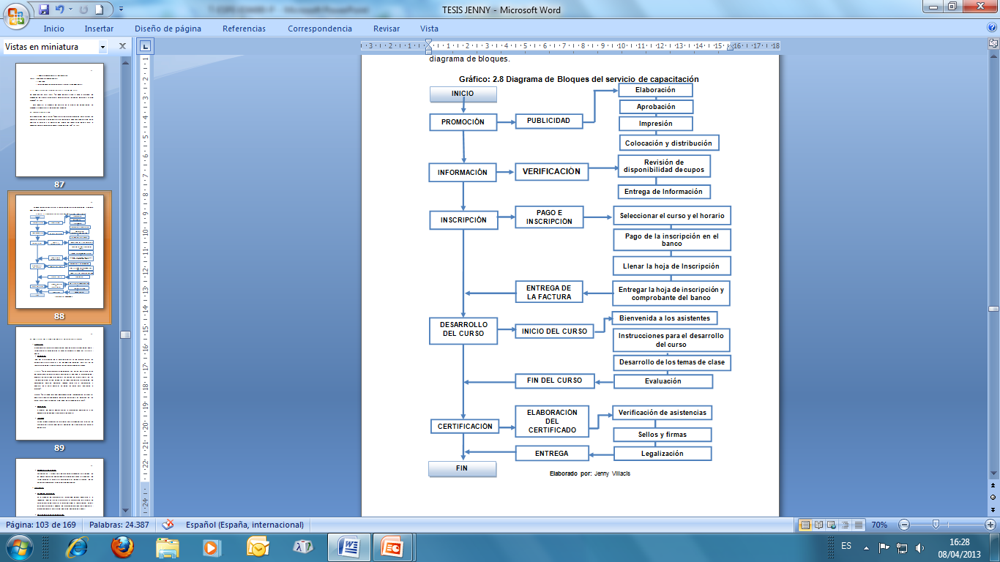 TESIS JENNY - Microsoft Word
Inicio Insertar Diseño de página Referencias Correspondencia Revisar Vista
Vistas en miniatura
87
88
89
diagrama de bloques.
Gráfico: 2.8 Diagrama de Bloques del servicio de capacitación
INICIO
PROMOCIÓN
PUBLICIDAD
Elaboración
Aprobación
Impresión
Colocación y distribución
INFORMACIÓN
VERIFICACIÓN
Revisión de
disponibilidad de cupos
Entrega de Información
INSCRIPCIÓN
PAGO E
INSCRIPCIÓN
Seleccionar el curso y el horario
Pago de la inscripción en el
banco
Llenar la hoja de Inscripción
Entregar la hoja de inscripción y
comprobante del banco
ENTREGA DE
LA FACTURA
DESARROLLO
DEL CURSO
INICIO DEL CURSO
Bienvenida a los asistentes
Instrucciones para el desarrollo
del curso
Desarrollo de los temas de clase
Evaluación
FIN DEL CURSO
CERTIFICACIÓN
ELABORACIÓN
DEL
CERTIFICADO
Verificación de asistencias
Sellos y firmas
Legalización
ENTREGA
FIN
Elaborado por: Jenny Villacis
Página: 103 de 169 Palabras: 24.387 Español (España, internacional) 70%
ES
16:28
08/04/2013